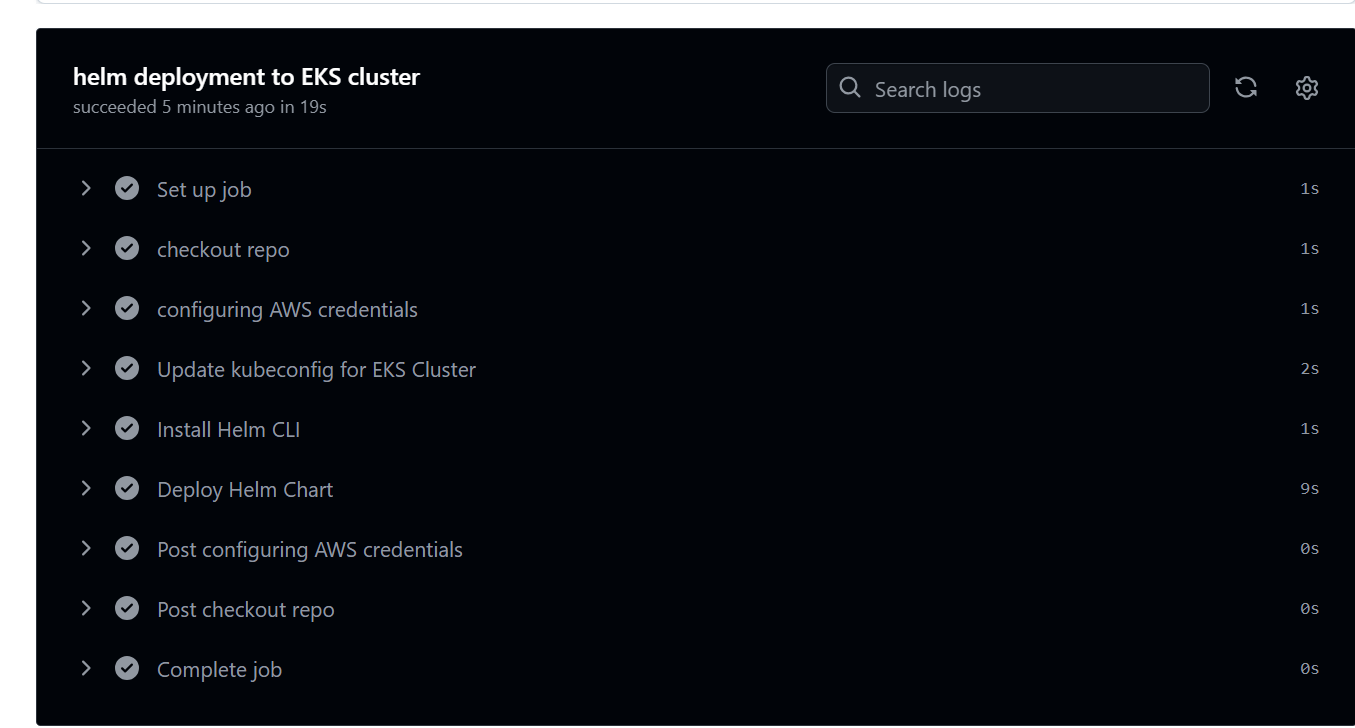 helm deployment to EKS cluster
succeeded 5 minutes ago in 19s
Search logs
Set up job 1s
checkout repo 1s
configuring AWS credentials 1s
Update kubeconfig for EKS Cluster 2s
Install Helm CLI 1s
Deploy Helm Chart 9s
Post configuring AWS credentials 0s
Post checkout repo 0s
Complete job 0s